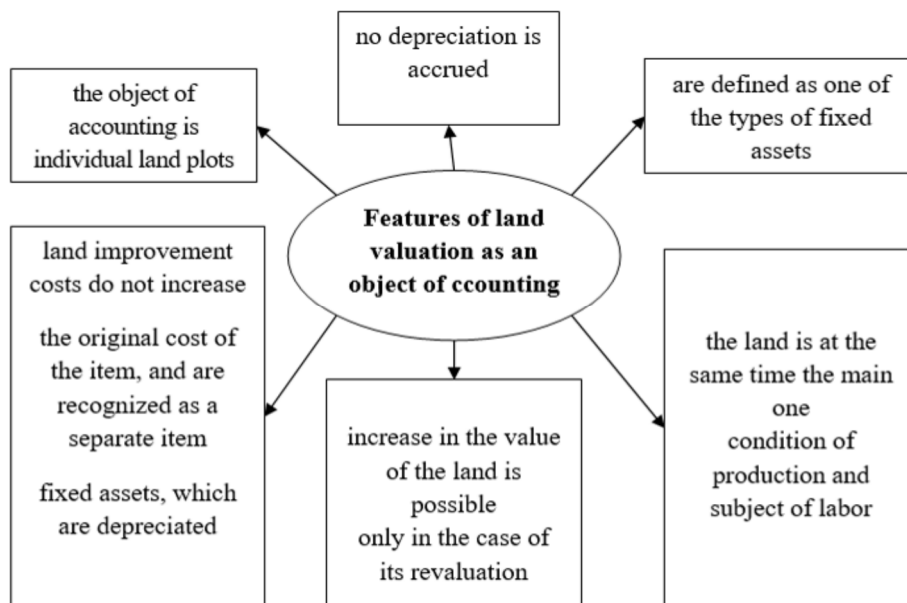 no depreciation is
accrued
the object of
accounting is
individual land plots
are defined as one of
the types of fixed
assets
Features of land
valuation as an
object of ccounting
land improvement
costs do not increase
the original cost of
the item, and are
recognized as a
separate item
fixed assets, which
are depreciated
increase in the value
of the land is
possible
only in the case of
its revaluation
the land is at the
same time the main
one
condition of
production and
subject of labor